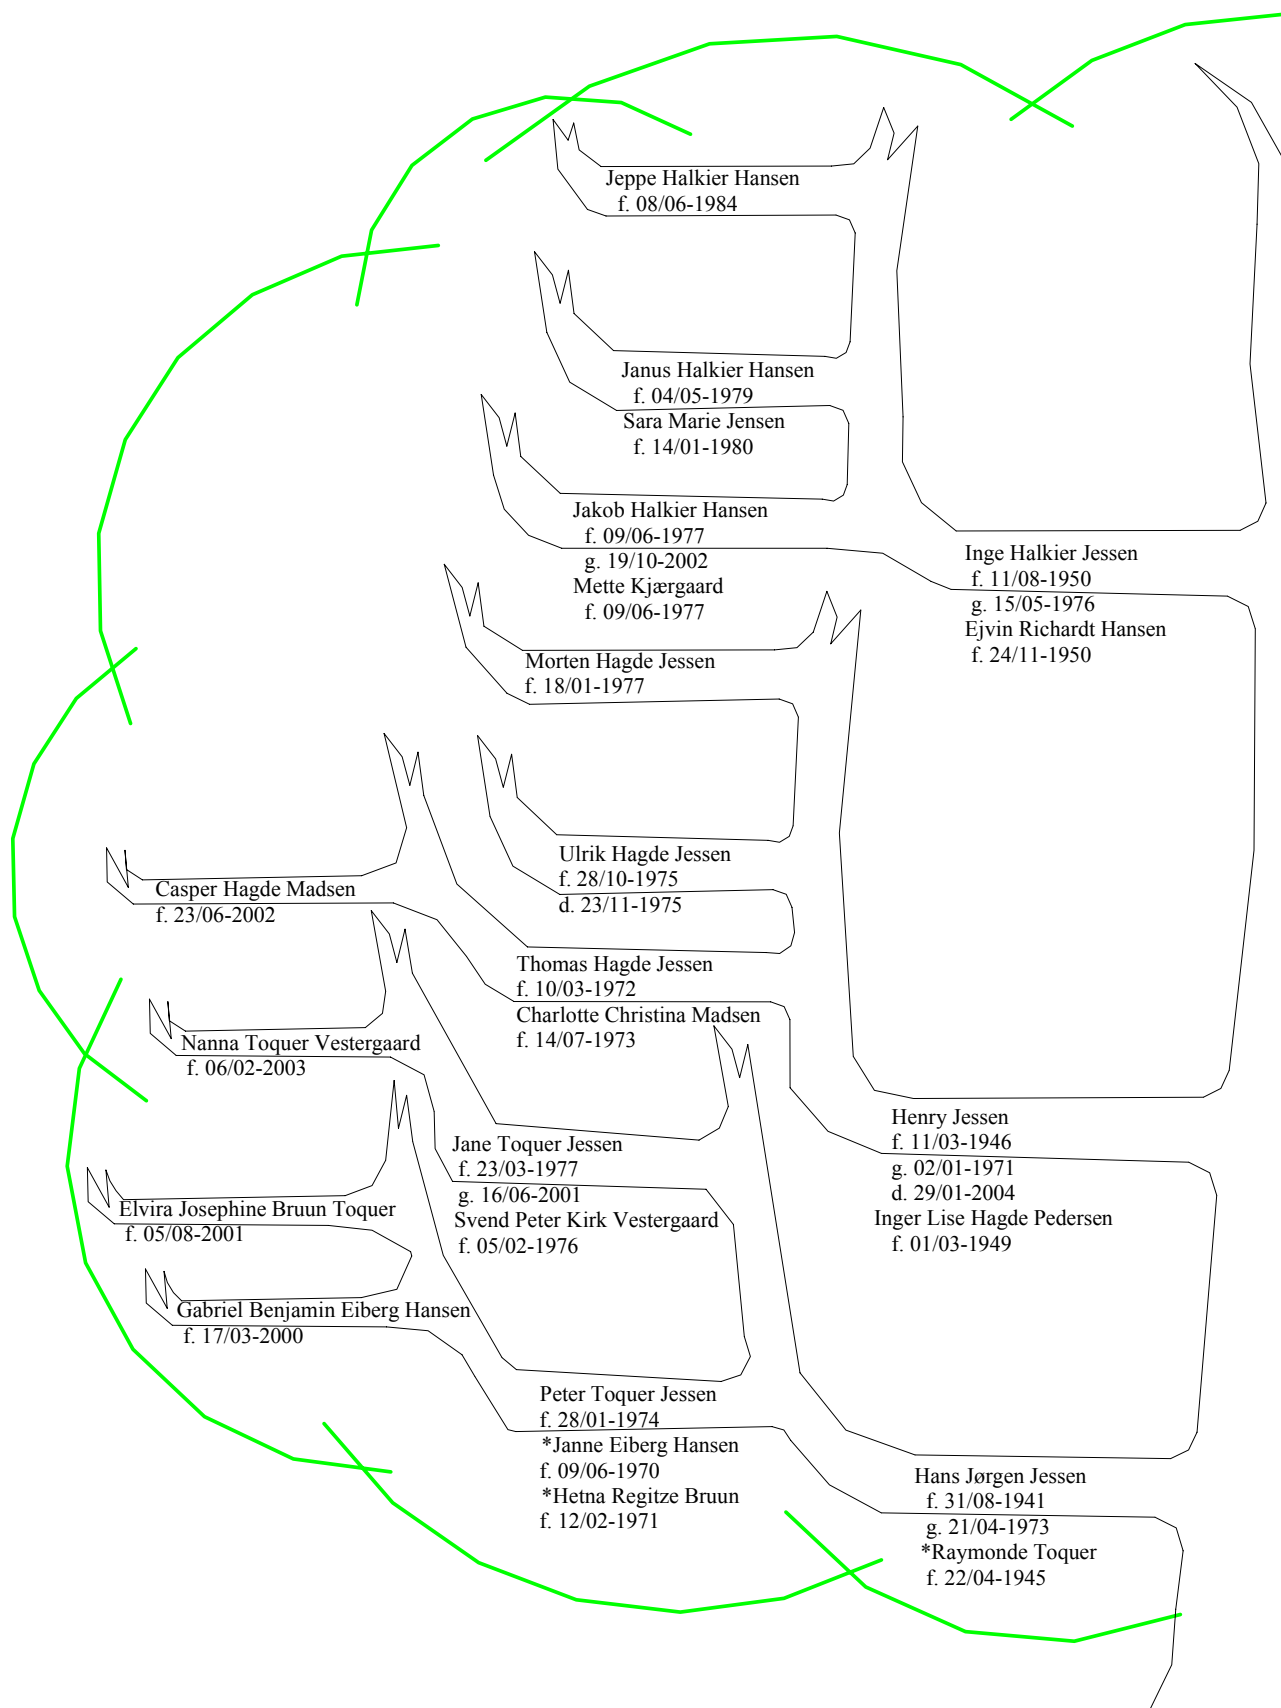 Jeppe Halkier Hansen
f. 08/06-1984
Janus Halkier Hansen
f. 04/05-1979
Sara Marie Jensen
f. 14/01-1980
Jakob Halkier Hansen
f. 09/06-1977
g. 19/10-2002
Mette Kjærgaard
f. 09/06-1977
Inge Halkier Jessen
f. 11/08-1950
g. 15/05-1976
Ejvin Richardt Hansen
f. 24/11-1950
Morten Hagde Jessen
f. 18/01-1977
Ulrik Hagde Jessen
f. 28/10-1975
d. 23/11-1975
Casper Hagde Madsen
f. 23/06-2002
Thomas Hagde Jessen
f. 10/03-1972
Charlotte Christina Madsen
f. 14/07-1973
Nanna Toquer Vestergaard
f. 06/02-2003
Henry Jessen
f. 11/03-1946
g. 02/01-1971
d. 29/01-2004
Inger Lise Hagde Pedersen
f. 01/03-1949
Jane Toquer Jessen
f. 23/03-1977
g. 16/06-2001
Svend Peter Kirk Vestergaard
f. 05/02-1976
Elvira Josephine Bruun Toquer
f. 05/08-2001
Gabriel Benjamin Eiberg Hansen
f. 17/03-2000
Peter Toquer Jessen
f. 28/01-1974
*Janne Eiberg Hansen
f. 09/06-1970
*Hetna Regitze Bruun
f. 12/02-1971
Hans Jørgen Jessen
f. 31/08-1941
g. 21/04-1973
*Raymonde Toquer
f. 22/04-1945